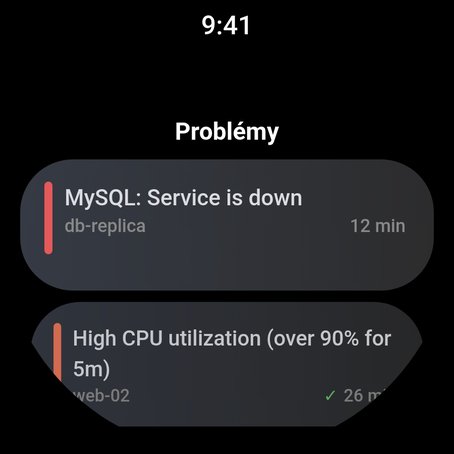 9:41
Problémy
MySQL: Service is down
db-replica 12 min
High CPU utilization (over 90% for
5m)
web-02 ✓ 26